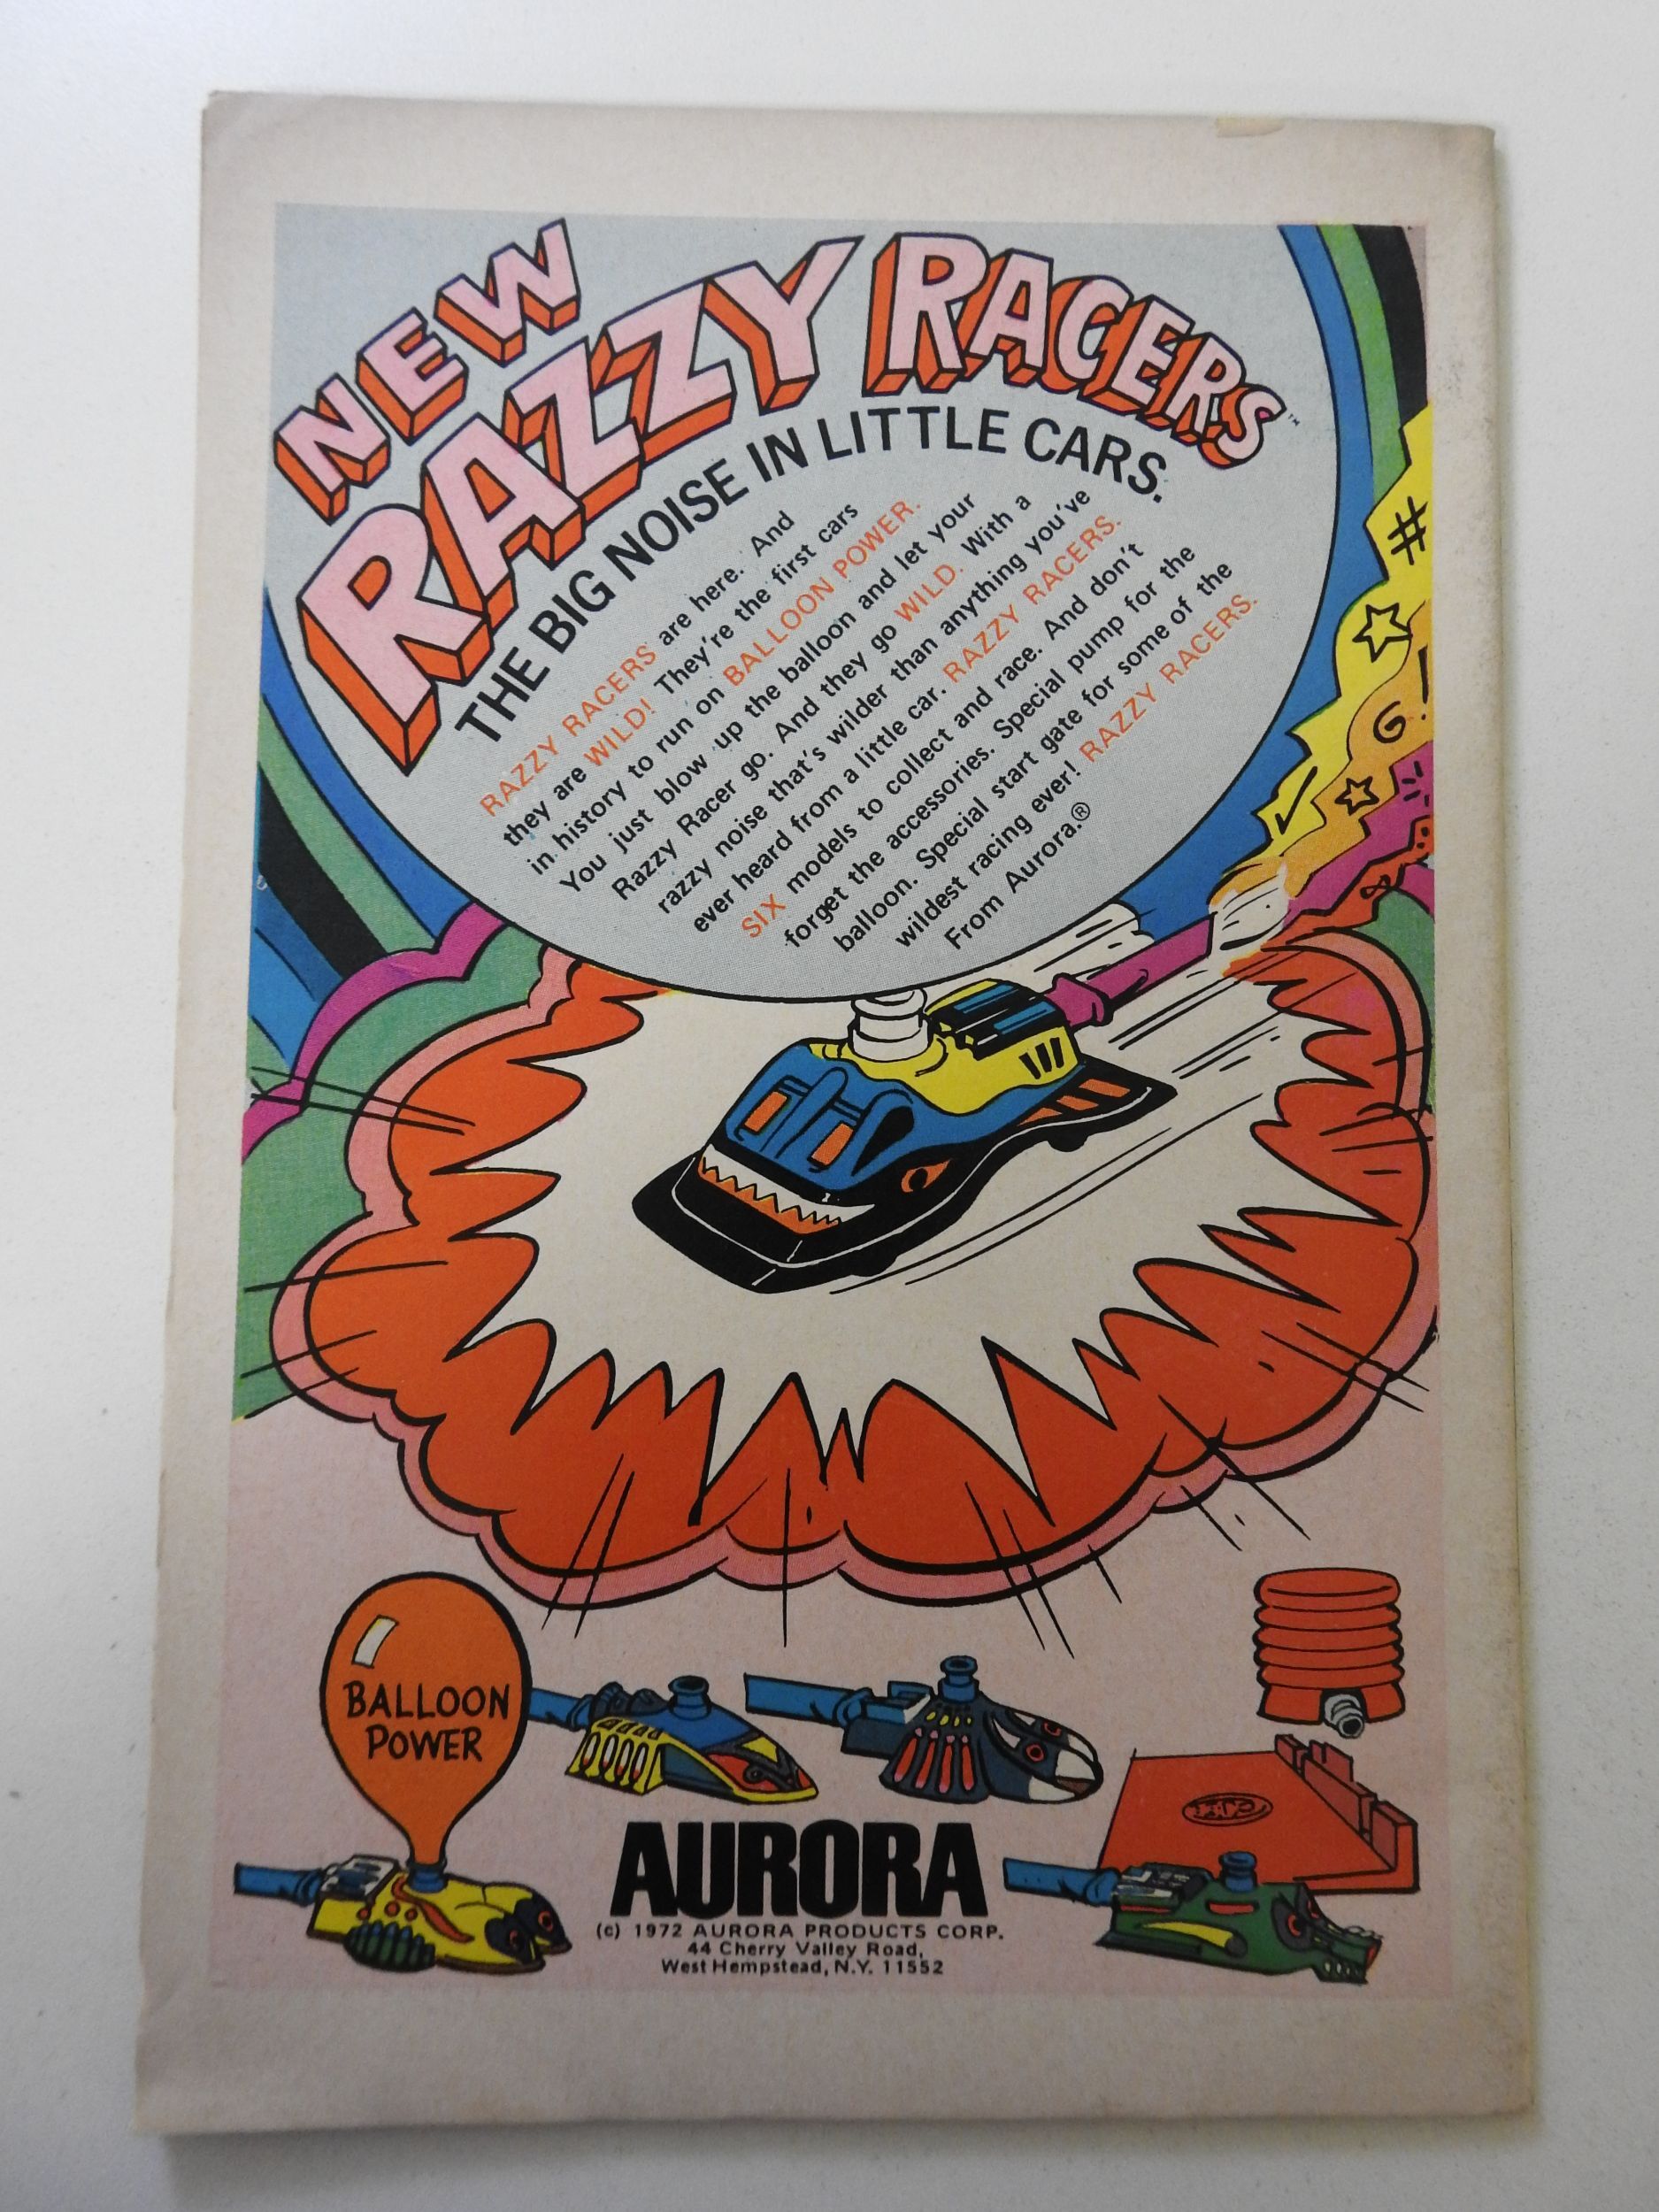 NEW
RAZZY RACERS™
THE BIG NOISE IN LITTLE CARS.
RAZZY RACERS are here. And
they are WILD! They're the first cars
in history to run on BALLOON POWER.
You just blow up the balloon and let your
Razzy Racer go. And they go WILD. With a
razzy noise that's wilder than anything you've
ever heard from a little car. RAZZY RACERS.
SIX models to collect and race. And don't
forget the accessories. Special pump for the
balloon. Special start gate for some of the
wildest racing ever! RAZZY RACERS.
From Aurora.®
#
G!
BALLOON
POWER
AURORA
(c) 1972 AURORA PRODUCTS CORP.
44 Cherry Valley Road,
West Hempstead, N.Y. 11552